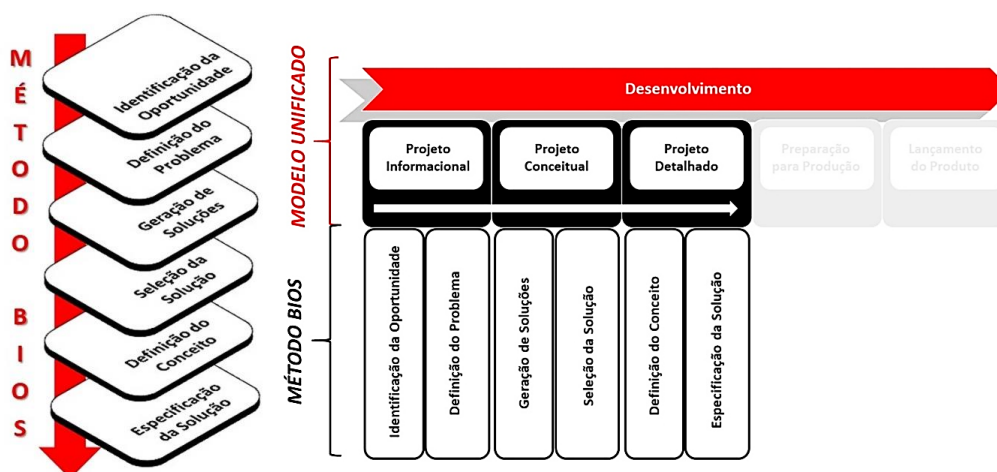 MÉTODO BIOS
Identificação da
Oportunidade
Definição do
Problema
Geração de
Soluções
Seleção da
Solução
Definição do
Conceito
Especificação
da Solução
MODELO UNIFICADO
Desenvolvimento
Projeto
Informacional
Projeto
Conceitual
Projeto
Detalhado
Preparação
para Produção
Lançamento
do Produto
MÉTODO BIOS
Identificação da Oportunidade
Definição do Problema
Geração de Soluções
Seleção da Solução
Definição do Conceito
Especificação da Solução